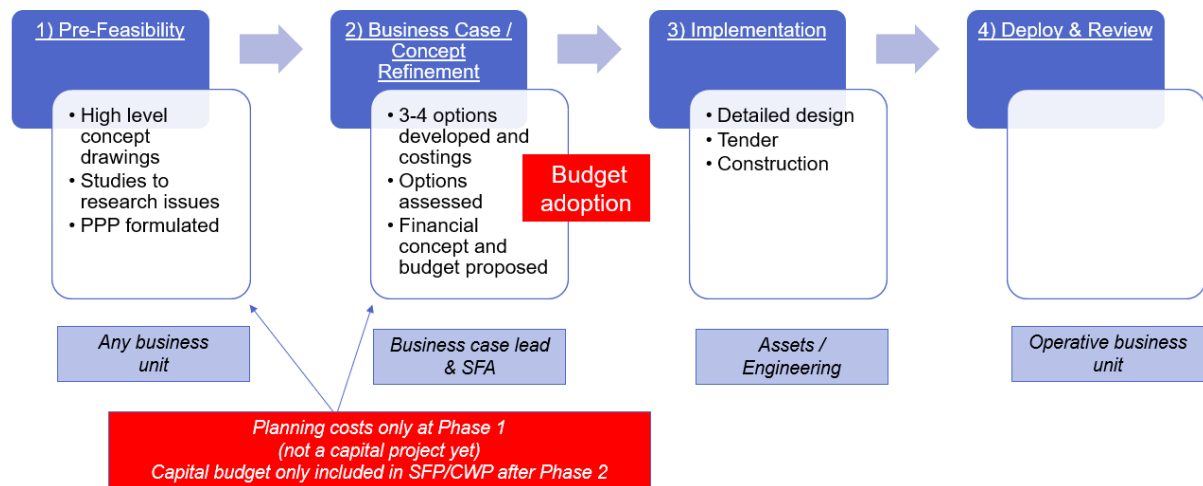 1) Pre-Feasibility
• High level
concept
drawings
• Studies to
research issues
• PPP formulated
Any business
unit
2) Business Case /
Concept
Refinement
• 3-4 options
developed and
costings
• Options
assessed
• Financial
concept and
budget proposed
Budget
adoption
Business case lead
& SFA
3) Implementation
• Detailed design
• Tender
• Construction
Assets /
Engineering
4) Deploy & Review
Operative business
unit
Planning costs only at Phase 1
(not a capital project yet)
Capital budget only included in SFP/CWP after Phase 2